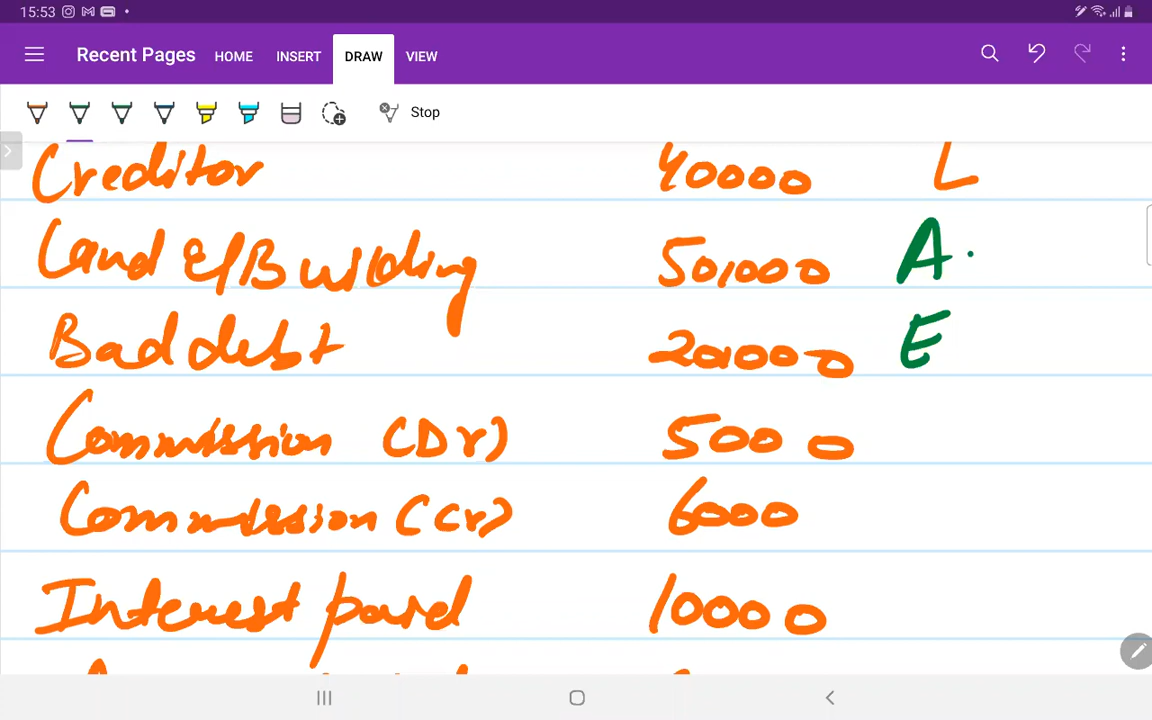 15:53
Recent Pages HOME INSERT DRAW VIEW
Stop
Creditor 40000 L
Land & Building 50,000 A.
Bad debt 20,000 E
Commission (Dr) 5000
Commission (Cr) 6000
Interest paid 10000